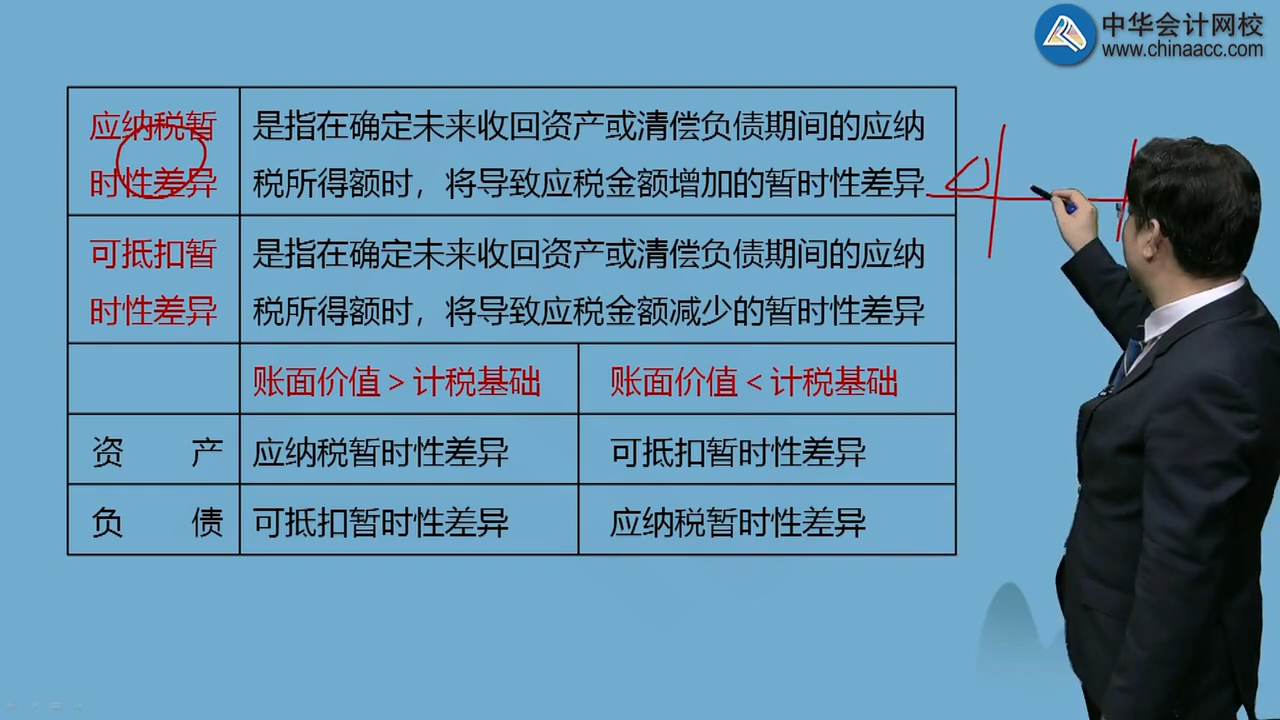 中华会计网校
www.chinaacc.com
应纳税暂
时性差异
是指在确定未来收回资产或清偿负债期间的应纳
税所得额时，将导致应税金额增加的暂时性差异
可抵扣暂
时性差异
是指在确定未来收回资产或清偿负债期间的应纳
税所得额时，将导致应税金额减少的暂时性差异
账面价值＞计税基础
账面价值＜计税基础
资 产
应纳税暂时性差异
可抵扣暂时性差异
负 债
可抵扣暂时性差异
应纳税暂时性差异